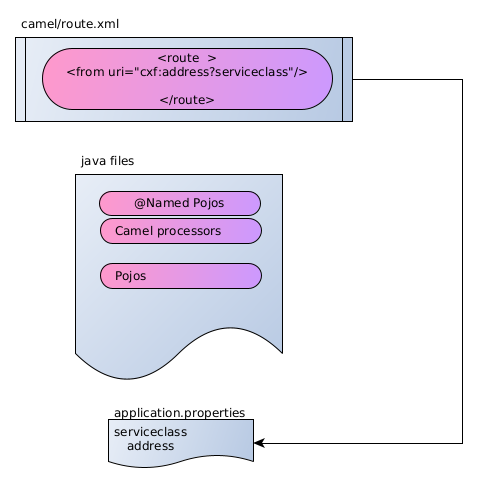 camel/route.xml
<route  >
<from uri="cxf:address?serviceclass"/>
</route>
java files
@Named Pojos
Camel processors
Pojos
application.properties
serviceclass
address